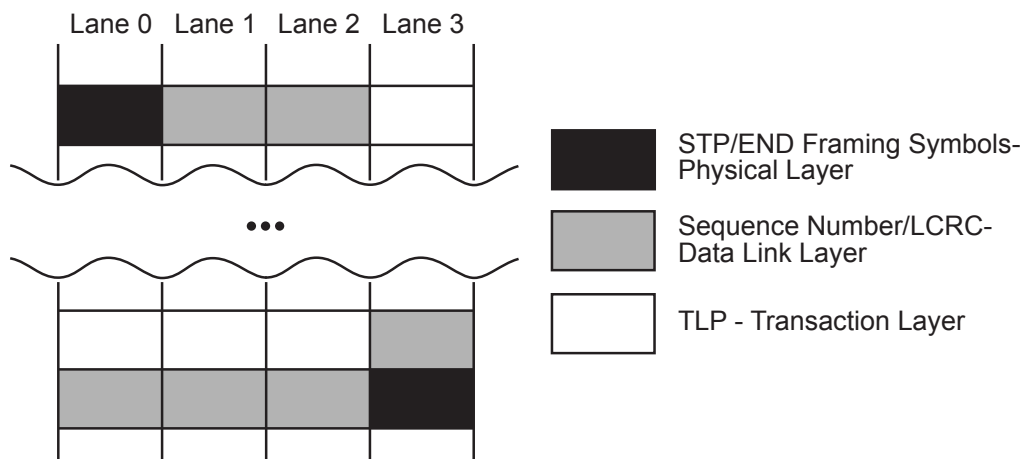 Lane 0 Lane 1 Lane 2 Lane 3
STP/END Framing Symbols-
Physical Layer
Sequence Number/LCRC-
Data Link Layer
TLP - Transaction Layer